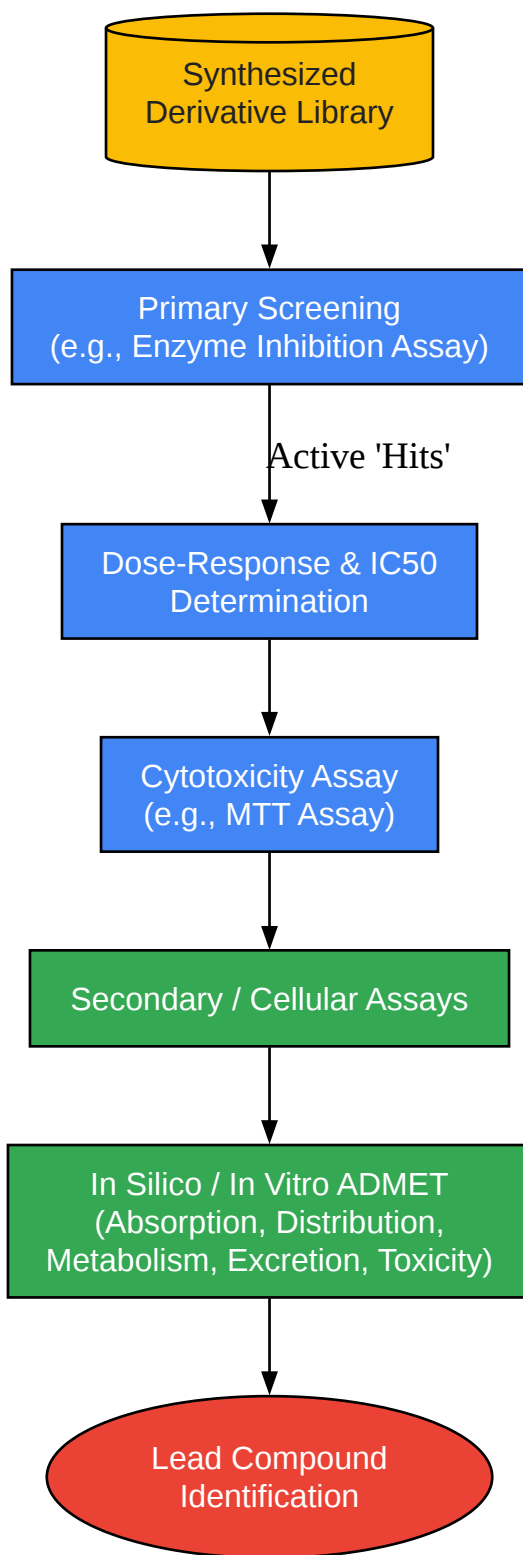 Synthesized
Derivative Library
Primary Screening
(e.g., Enzyme Inhibition Assay)
Active 'Hits'
Dose-Response & IC50
Determination
Cytotoxicity Assay
(e.g., MTT Assay)
Secondary / Cellular Assays
In Silico / In Vitro ADMET
(Absorption, Distribution,
Metabolism, Excretion, Toxicity)
Lead Compound
Identification